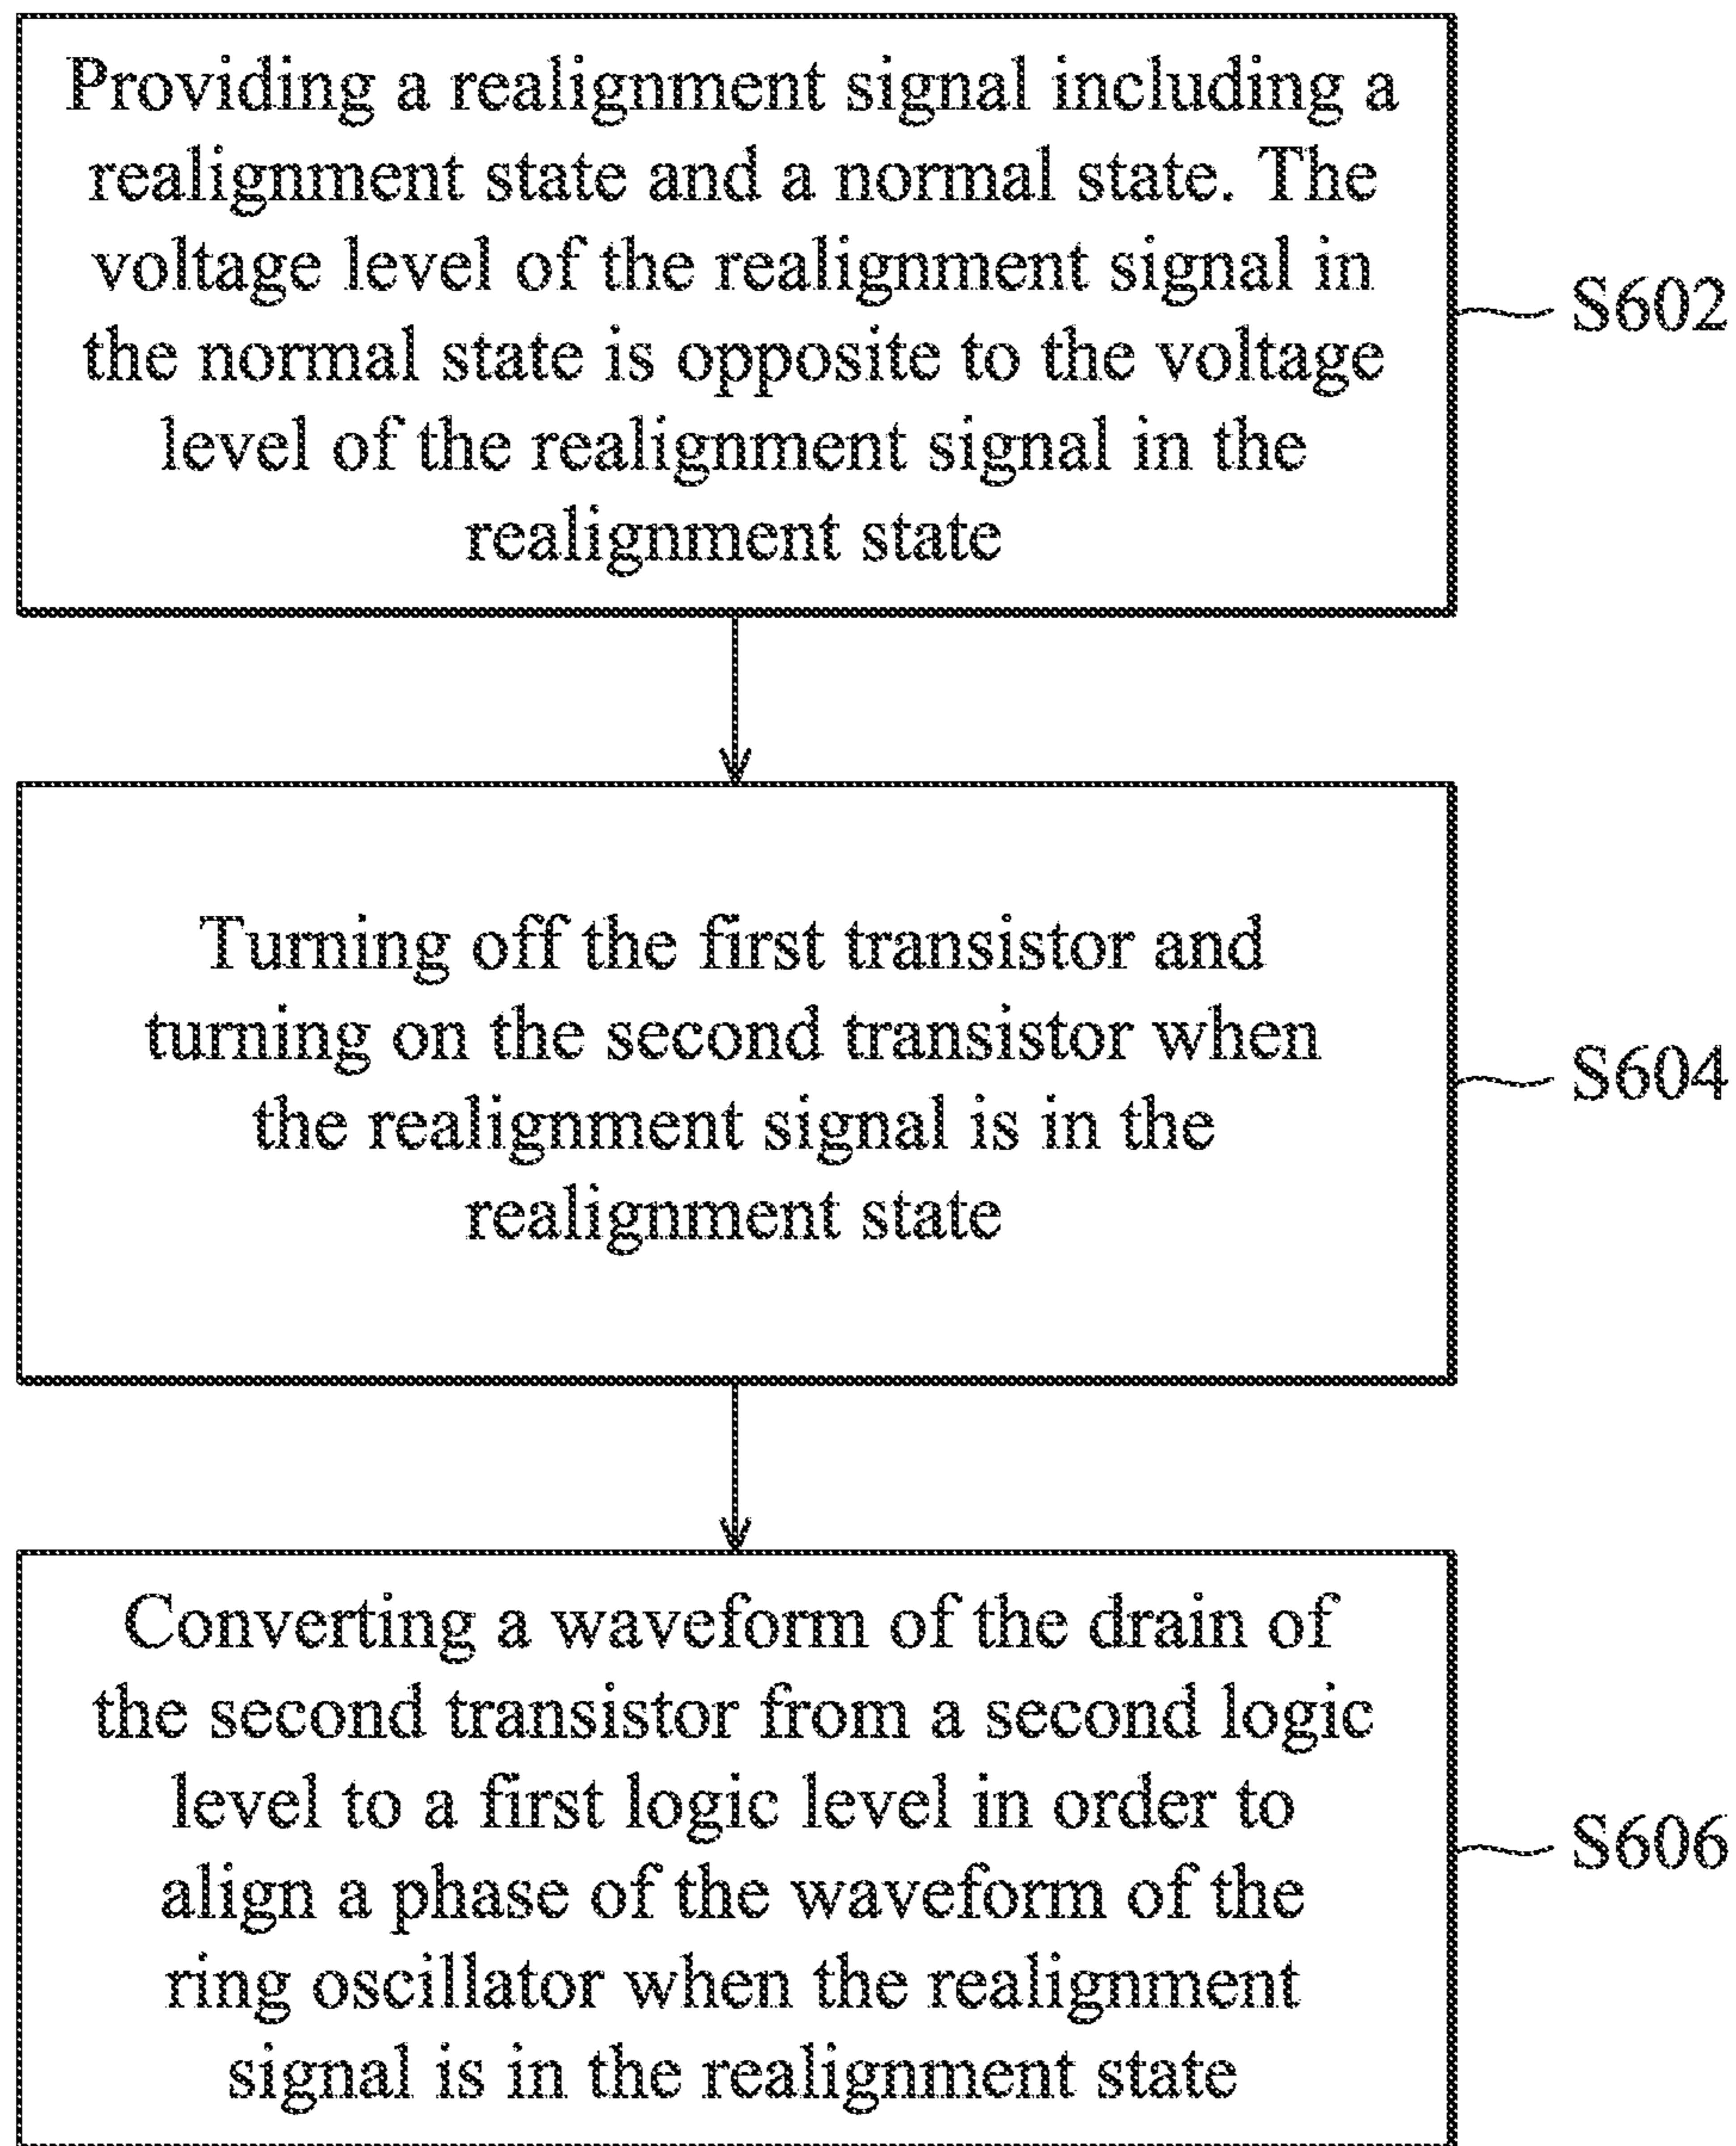 Providing a realignment signal including a
realignment state and a normal state. The
voltage level of the realignment signal in
the normal state is opposite to the voltage
level of the realignment signal in the
realignment state
S602
Turning off the first transistor and
turning on the second transistor when
the realignment signal is in the
realignment state
S604
Converting a waveform of the drain of
the second transistor from a second logic
level to a first logic level in order to
align a phase of the waveform of the
ring oscillator when the realignment
signal is in the realignment state
S606